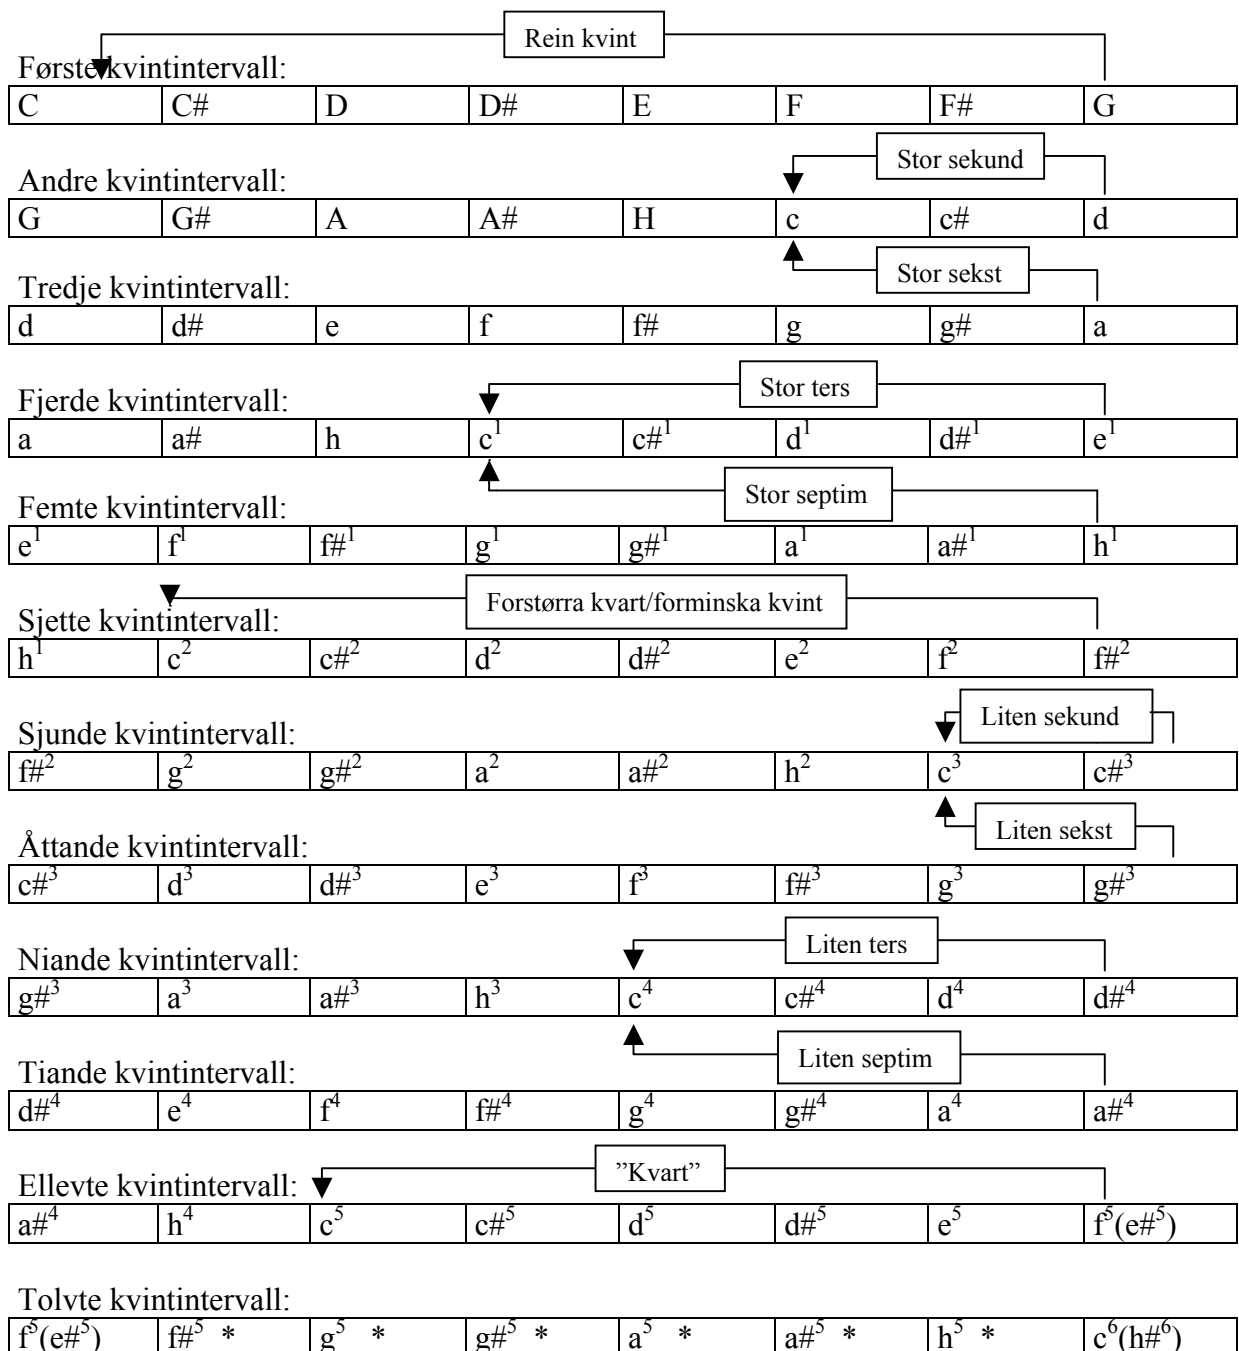 Rein kvint
Første kvintintervall:
C C# D D# E F F# G
Stor sekund
Andre kvintintervall:
G G# A A# H c c# d
Stor sekst
Tredje kvintintervall:
d d# e f f# g g# a
Stor ters
Fjerde kvintintervall:
a a# h c¹ c#¹ d¹ d#¹ e¹
Stor septim
Femte kvintintervall:
e¹ f¹ f#¹ g¹ g#¹ a¹ a#¹ h¹
Forstørra kvart/forminska kvint
Sjette kvintintervall:
h¹ c² c#² d² d#² e² f² f#²
Liten sekund
Sjunde kvintintervall:
f#² g² g#² a² a#² h² c³ c#³
Liten sekst
Åttande kvintintervall:
c#³ d³ d#³ e³ f³ f#³ g³ g#³
Liten ters
Niande kvintintervall:
g#³ a³ a#³ h³ c⁴ c#⁴ d⁴ d#⁴
Liten septim
Tiande kvintintervall:
d#⁴ e⁴ f⁴ f#⁴ g⁴ g#⁴ a⁴ a#⁴
”Kvart”
Ellevte kvintintervall:
a#⁴ h⁴ c⁵ c#⁵ d⁵ d#⁵ e⁵ f⁵(e#⁵)
Tolvte kvintintervall:
f⁵(e#⁵) f#⁵ * g⁵ * g#⁵ * a⁵ * a#⁵ * h⁵ * c⁶(h#⁶)